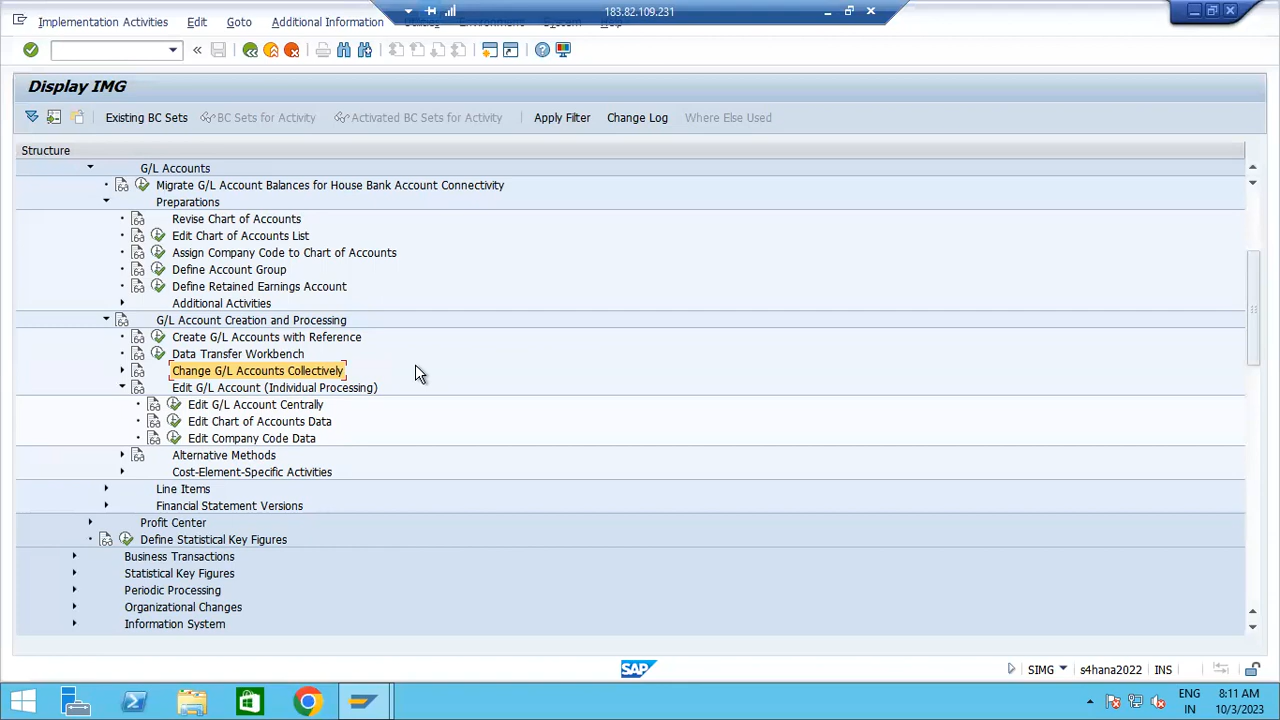 183.82.109.231
Implementation Activities Edit Goto Additional Information Utilities Environment System Help
Display IMG
Existing BC Sets BC Sets for Activity Activated BC Sets for Activity Apply Filter Change Log Where Else Used
Structure
G/L Accounts
Migrate G/L Account Balances for House Bank Account Connectivity
Preparations
Revise Chart of Accounts
Edit Chart of Accounts List
Assign Company Code to Chart of Accounts
Define Account Group
Define Retained Earnings Account
Additional Activities
G/L Account Creation and Processing
Create G/L Accounts with Reference
Data Transfer Workbench
Change G/L Accounts Collectively
Edit G/L Account (Individual Processing)
Edit G/L Account Centrally
Edit Chart of Accounts Data
Edit Company Code Data
Alternative Methods
Cost-Element-Specific Activities
Line Items
Financial Statement Versions
Profit Center
Define Statistical Key Figures
Business Transactions
Statistical Key Figures
Periodic Processing
Organizational Changes
Information System
SAP
SIMG s4hana2022 INS
ENG 8:11 AM
IN 10/3/2023